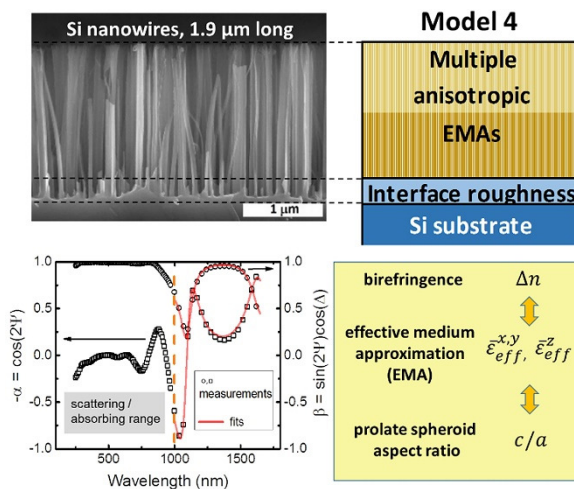 Si nanowires, 1.9 µm long
1 µm
Model 4
Multiple
anisotropic
EMAs
Interface roughness
Si substrate
1.0
0.5
0.0
-0.5
-1.0
-α = cos(2Ψ)
scattering /
absorbing range
measurements
fits
1.0
0.5
0.0
-0.5
-1.0
β = sin(2Ψ)cos(Δ)
500 1000 1500
Wavelength (nm)
birefringence Δn
effective medium
approximation
(EMA)
ε̄_eff^x,y, ε̄_eff^z
prolate spheroid
aspect ratio
c/a